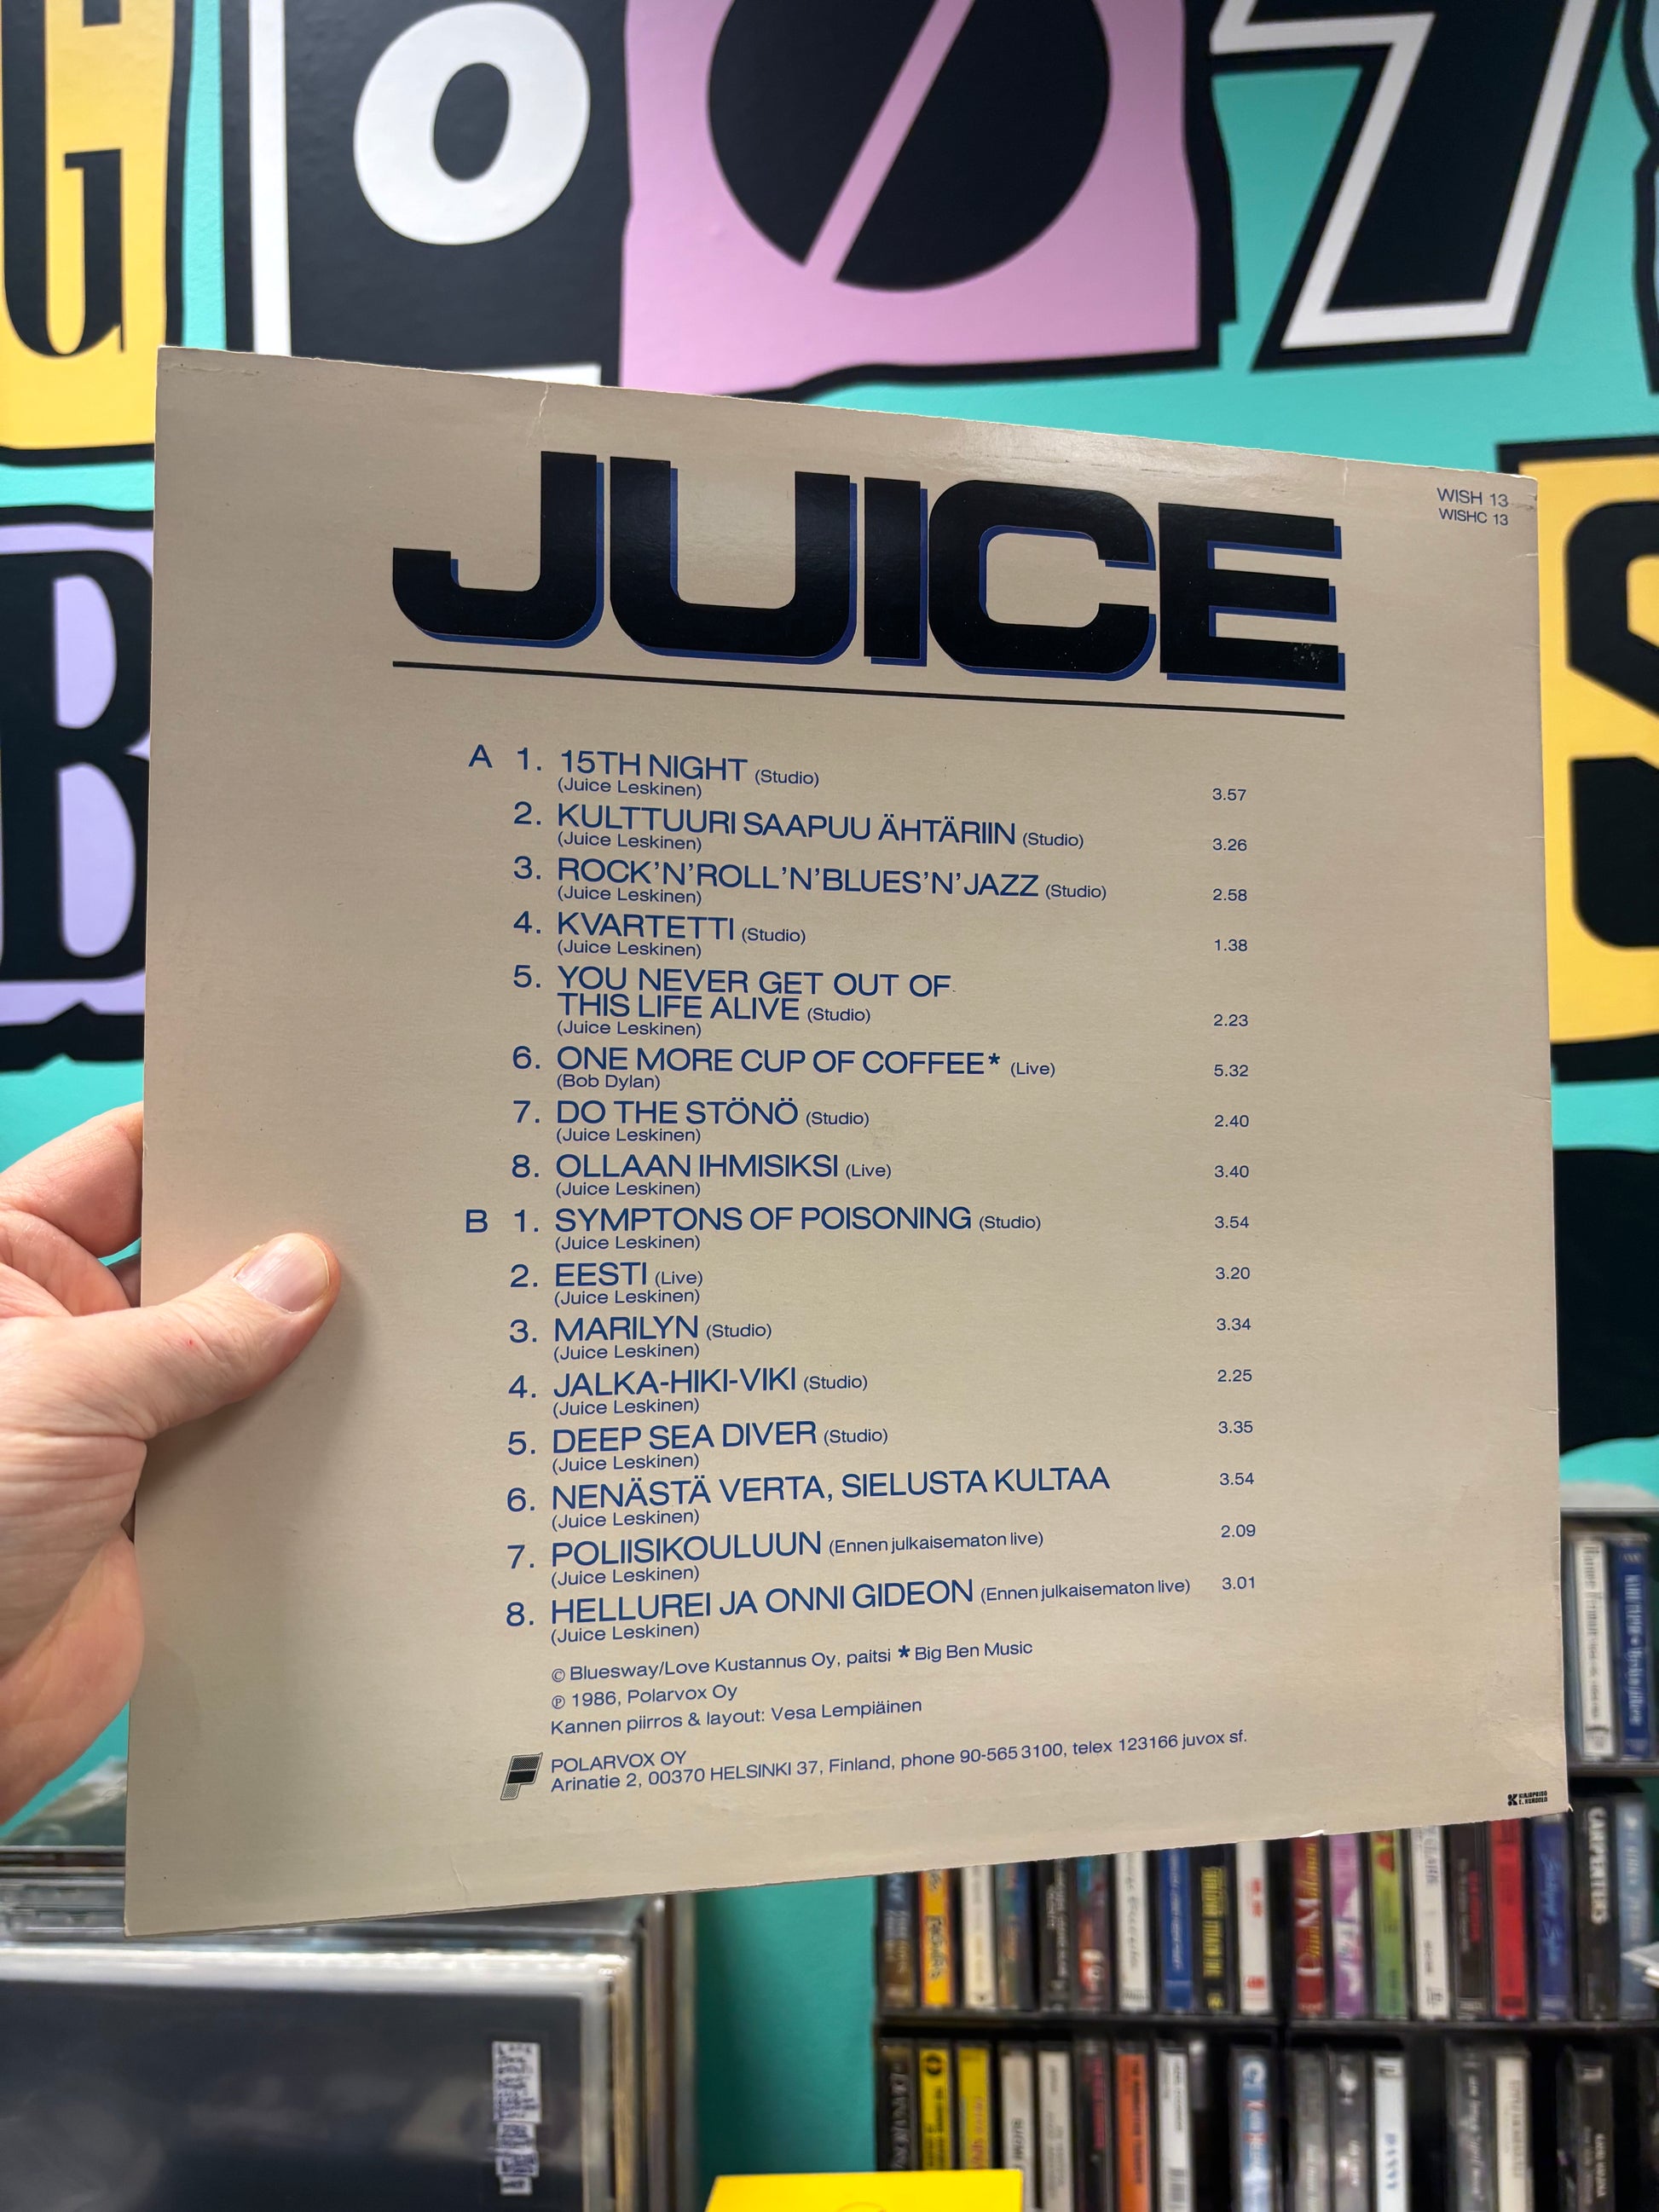 JUICE
WISH 13
WISHC 13
A 1. 15TH NIGHT (Studio)
(Juice Leskinen) 3.57
2. KULTTUURI SAAPUU ÄHTÄRIIN (Studio)
(Juice Leskinen) 3.26
3. ROCK'N'ROLL'N'BLUES'N'JAZZ (Studio)
(Juice Leskinen) 2.58
4. KVARTETTI (Studio)
(Juice Leskinen) 1.38
5. YOU NEVER GET OUT OF
THIS LIFE ALIVE (Studio)
(Juice Leskinen) 2.23
6. ONE MORE CUP OF COFFEE* (Live) 5.32
(Bob Dylan)
7. DO THE STÖNÖ (Studio) 2.40
(Juice Leskinen)
8. OLLAAN IHMISIKSI (Live) 3.40
(Juice Leskinen)
B 1. SYMPTONS OF POISONING (Studio) 3.54
(Juice Leskinen)
2. EESTI (Live) 3.20
(Juice Leskinen)
3. MARILYN (Studio) 3.34
(Juice Leskinen)
4. JALKA-HIKI-VIKI (Studio) 2.25
(Juice Leskinen)
5. DEEP SEA DIVER (Studio) 3.35
(Juice Leskinen)
6. NENÄSTÄ VERTA, SIELUSTA KULTAA 3.54
(Juice Leskinen)
7. POLIISIKOULUUN (Ennen julkaisematon live) 2.09
(Juice Leskinen)
8. HELLUREI JA ONNI GIDEON (Ennen julkaisematon live) 3.01
(Juice Leskinen)
© Bluesway/Love Kustannus Oy, paitsi * Big Ben Music
℗ 1986, Polarvox Oy
Kannen piirros & layout: Vesa Lempiäinen
POLARVOX OY
Arinatie 2, 00370 HELSINKI 37, Finland, phone 90-565 3100, telex 123166 juvox sf.
CARPENTERS